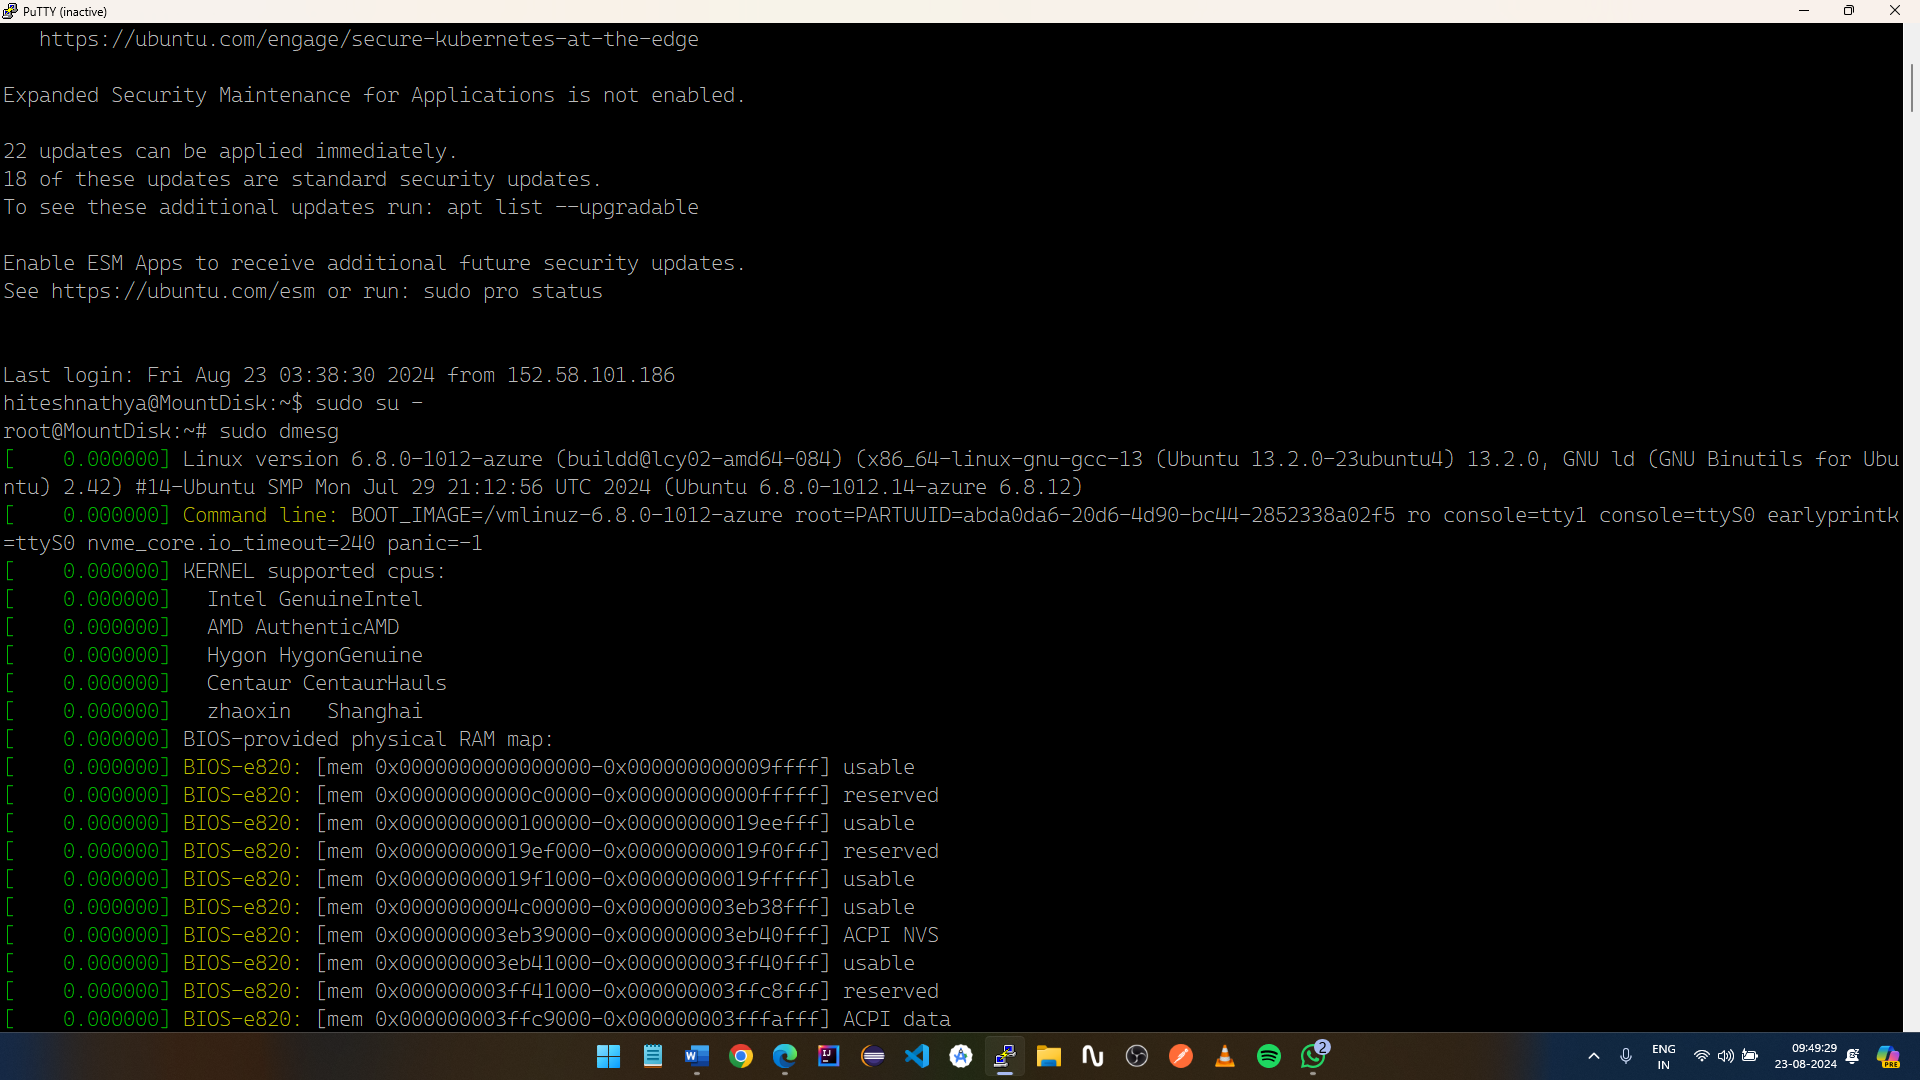 PuTTY (inactive)
https://ubuntu.com/engage/secure-kubernetes-at-the-edge
Expanded Security Maintenance for Applications is not enabled.
22 updates can be applied immediately.
18 of these updates are standard security updates.
To see these additional updates run: apt list --upgradable
Enable ESM Apps to receive additional future security updates.
See https://ubuntu.com/esm or run: sudo pro status
Last login: Fri Aug 23 03:38:30 2024 from 152.58.101.186
hiteshnathya@MountDisk:~$ sudo su -
root@MountDisk:~# sudo dmesg
[    0.000000] Linux version 6.8.0-1012-azure (buildd@lcy02-amd64-084) (x86_64-linux-gnu-gcc-13 (Ubuntu 13.2.0-23ubuntu4) 13.2.0, GNU ld (GNU Binutils for Ubu
ntu) 2.42) #14-Ubuntu SMP Mon Jul 29 21:12:56 UTC 2024 (Ubuntu 6.8.0-1012.14-azure 6.8.12)
[    0.000000] Command line: BOOT_IMAGE=/vmlinuz-6.8.0-1012-azure root=PARTUUID=abda0da6-20d6-4d90-bc44-2852338a02f5 ro console=tty1 console=ttyS0 earlyprintk
=ttyS0 nvme_core.io_timeout=240 panic=-1
[    0.000000] KERNEL supported cpus:
[    0.000000]   Intel GenuineIntel
[    0.000000]   AMD AuthenticAMD
[    0.000000]   Hygon HygonGenuine
[    0.000000]   Centaur CentaurHauls
[    0.000000]   zhaoxin   Shanghai
[    0.000000] BIOS-provided physical RAM map:
[    0.000000] BIOS-e820: [mem 0x0000000000000000-0x000000000009ffff] usable
[    0.000000] BIOS-e820: [mem 0x00000000000c0000-0x00000000000fffff] reserved
[    0.000000] BIOS-e820: [mem 0x0000000000100000-0x00000000019eefff] usable
[    0.000000] BIOS-e820: [mem 0x00000000019ef000-0x00000000019f0fff] reserved
[    0.000000] BIOS-e820: [mem 0x00000000019f1000-0x00000000019fffff] usable
[    0.000000] BIOS-e820: [mem 0x0000000004c00000-0x000000003eb38fff] usable
[    0.000000] BIOS-e820: [mem 0x000000003eb39000-0x000000003eb40fff] ACPI NVS
[    0.000000] BIOS-e820: [mem 0x000000003eb41000-0x000000003ff40fff] usable
[    0.000000] BIOS-e820: [mem 0x000000003ff41000-0x000000003ffc8fff] reserved
[    0.000000] BIOS-e820: [mem 0x000000003ffc9000-0x000000003fffafff] ACPI data
2
ENG
IN
09:49:29
23-08-2024
PRE